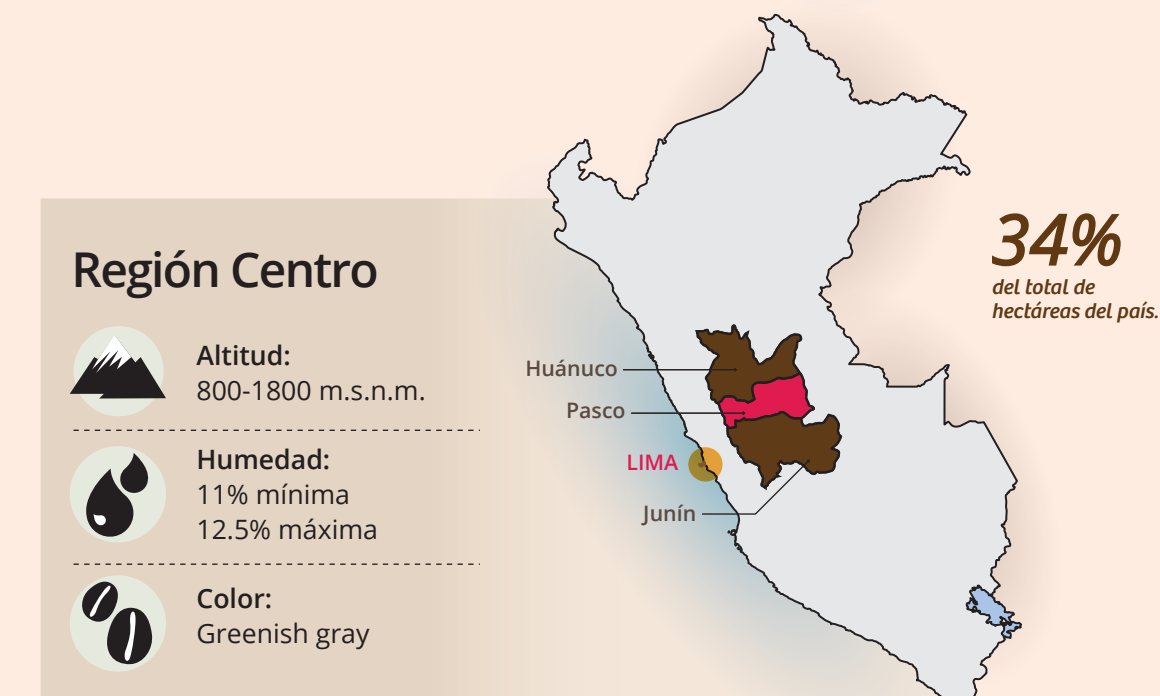 Región Centro
Altitud:
800-1800 m.s.n.m.
Humedad:
11% mínima
12.5% máxima
Color:
Greenish gray
Huánuco
Pasco
LIMA
Junín
34%
del total de
hectáreas del país.